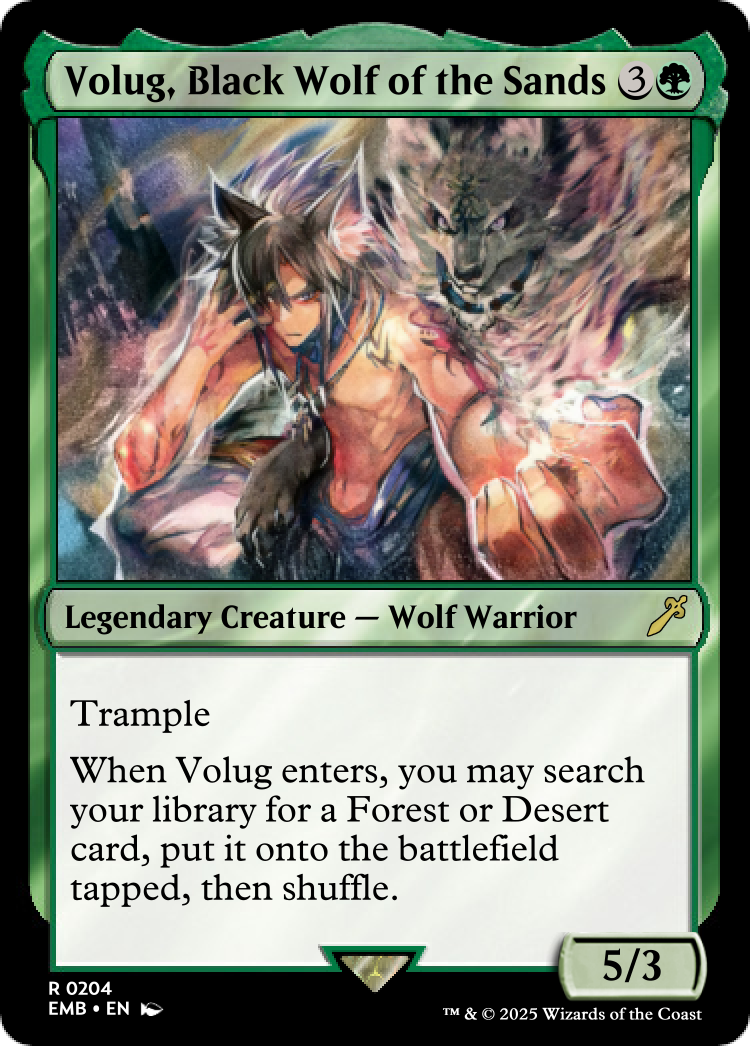 Volug, Black Wolf of the Sands 3
Legendary Creature — Wolf Warrior
Trample
When Volug enters, you may search
your library for a Forest or Desert
card, put it onto the battlefield
tapped, then shuffle.
5/3
R 0204
EMB • EN
™ & © 2025 Wizards of the Coast